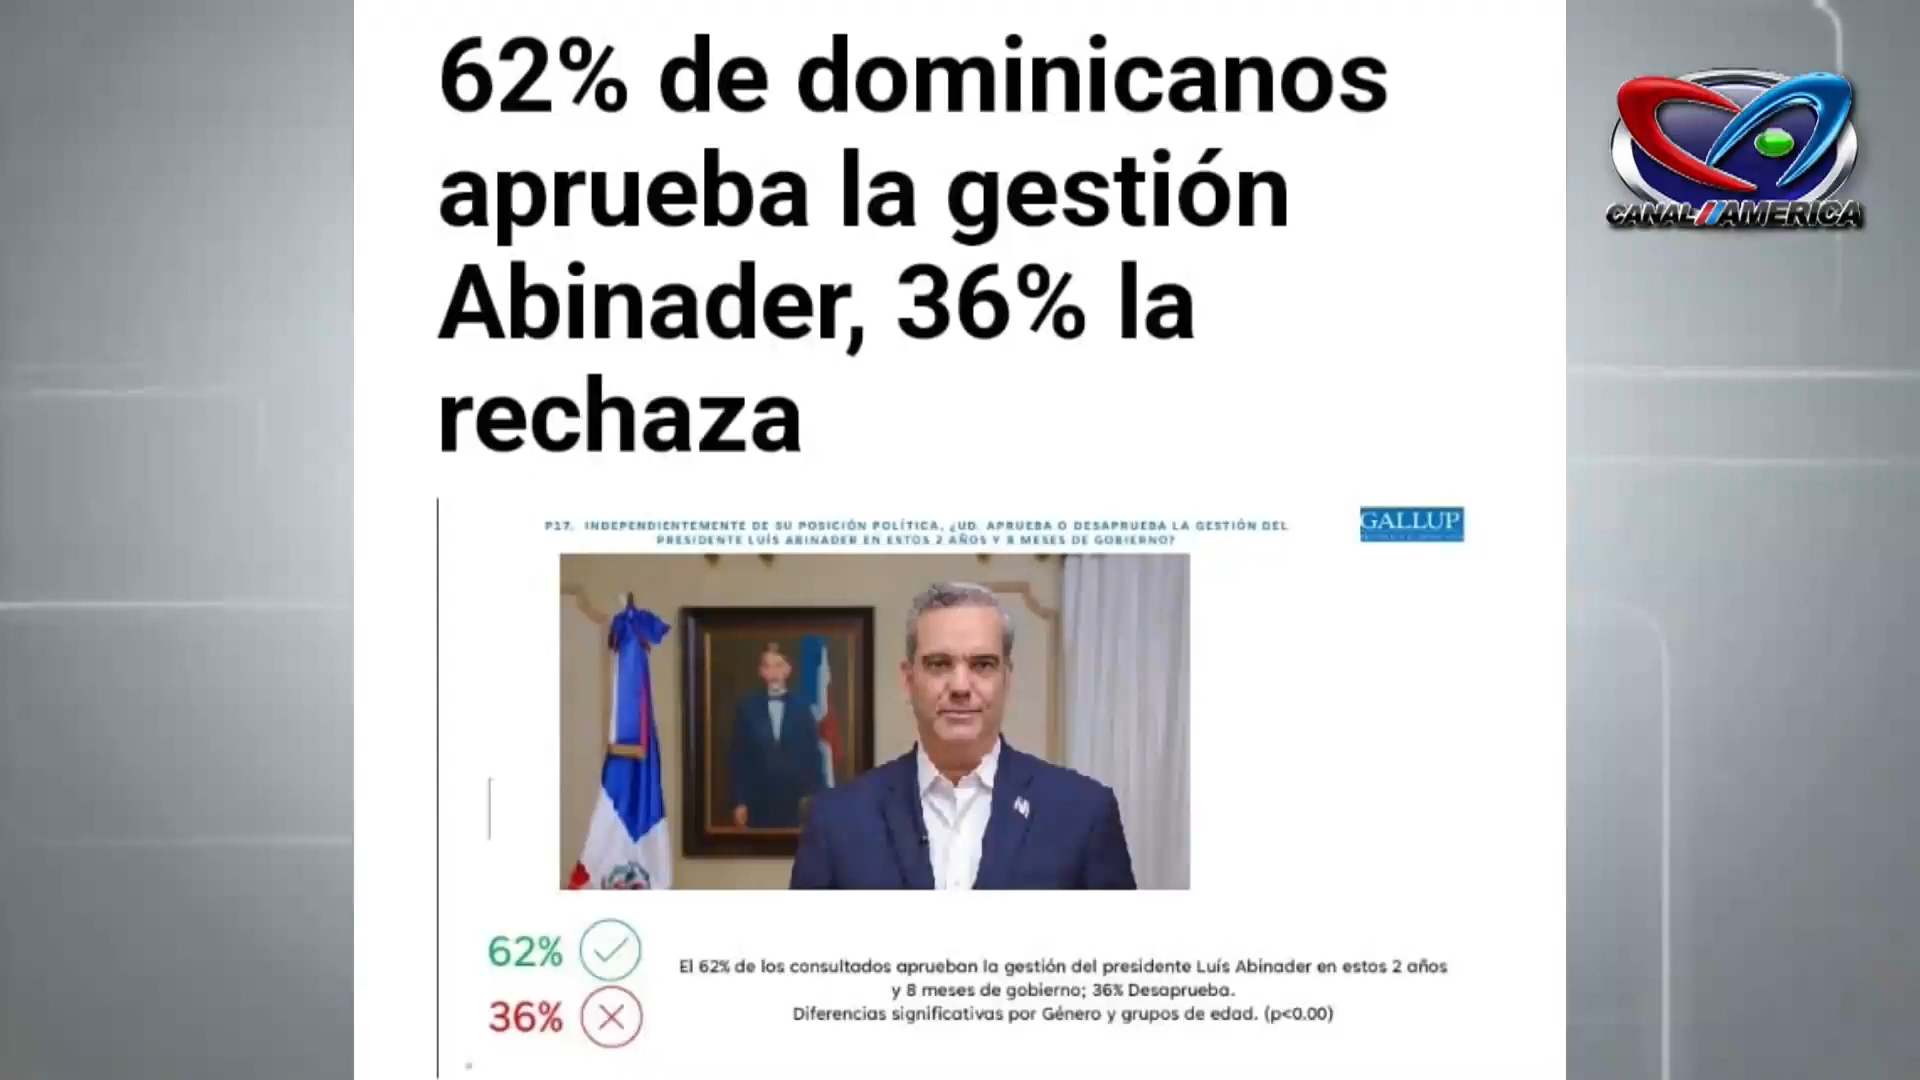 62% de dominicanos
aprueba la gestión
Abinader, 36% la
rechaza
CANAL AMERICA
P17. INDEPENDIENTEMENTE DE SU POSICIÓN POLÍTICA, ¿UD. APRUEBA O DESAPRUEBA LA GESTIÓN DEL
PRESIDENTE LUÍS ABINADER EN ESTOS 2 AÑOS Y 8 MESES DE GOBIERNO?
GALLUP
62%
36%
El 62% de los consultados aprueban la gestión del presidente Luís Abinader en estos 2 años
y 8 meses de gobierno; 36% Desaprueba.
Diferencias significativas por Género y grupos de edad. (p<0.00)